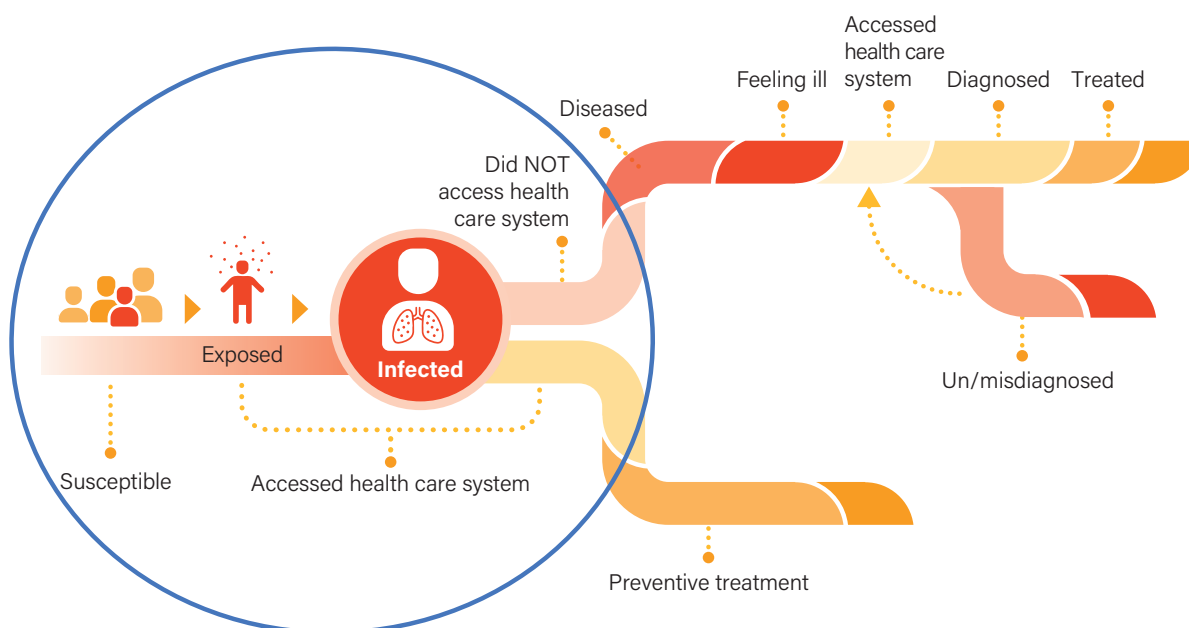 Accessed
health care
system
Feeling ill
Diagnosed
Treated
Diseased
Did NOT
access health
care system
Exposed
Infected
Un/misdiagnosed
Susceptible
Accessed health care system
Preventive treatment